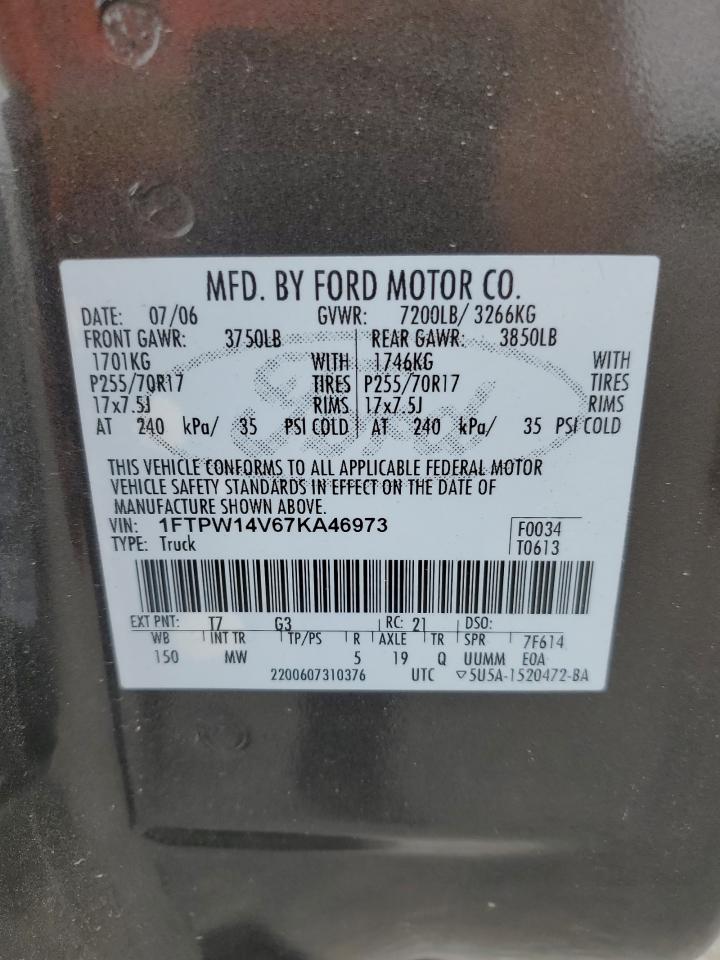 MFD. BY FORD MOTOR CO.
DATE: 07/06 GVWR: 7200LB/ 3266KG
FRONT GAWR: 3750LB REAR GAWR: 3850LB
1701KG WITH 1746KG WITH
P255/70R17 TIRES P255/70R17 TIRES
17x7.5J RIMS 17x7.5J RIMS
AT 240 kPa/ 35 PSI COLD AT 240 kPa/ 35 PSI COLD
Ford
THIS VEHICLE CONFORMS TO ALL APPLICABLE FEDERAL MOTOR
VEHICLE SAFETY STANDARDS IN EFFECT ON THE DATE OF
MANUFACTURE SHOWN ABOVE.
VIN: 1FTPW14V67KA46973 F0034
TYPE: Truck T0613
EXT PNT: T7 G3 RC: 21 DSO:
WB INT TR TP/PS R AXLE TR SPR 7F614
150 MW 5 19 Q UUMM E0A
2200607310376 UTC ▽5U5A-1520472-BA